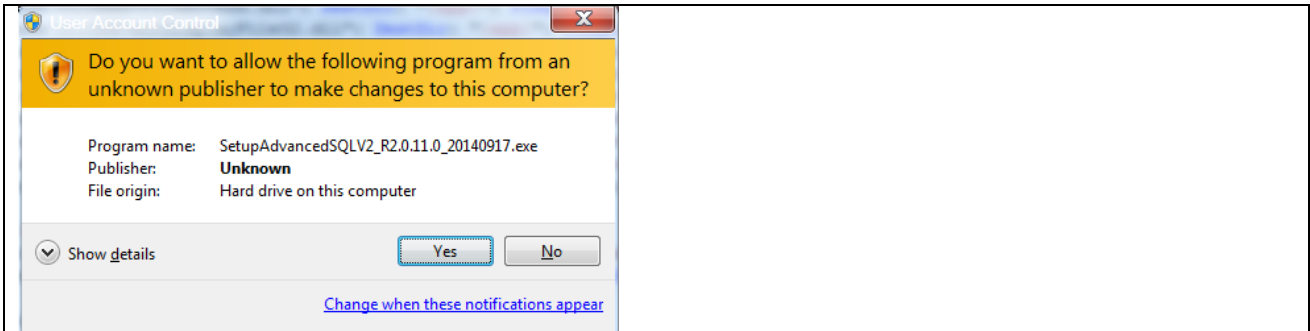 User Account Control
Do you want to allow the following program from an
unknown publisher to make changes to this computer?
Program name: SetupAdvancedSQLV2_R2.0.11.0_20140917.exe
Publisher: Unknown
File origin: Hard drive on this computer
Show details Yes No
Change when these notifications appear